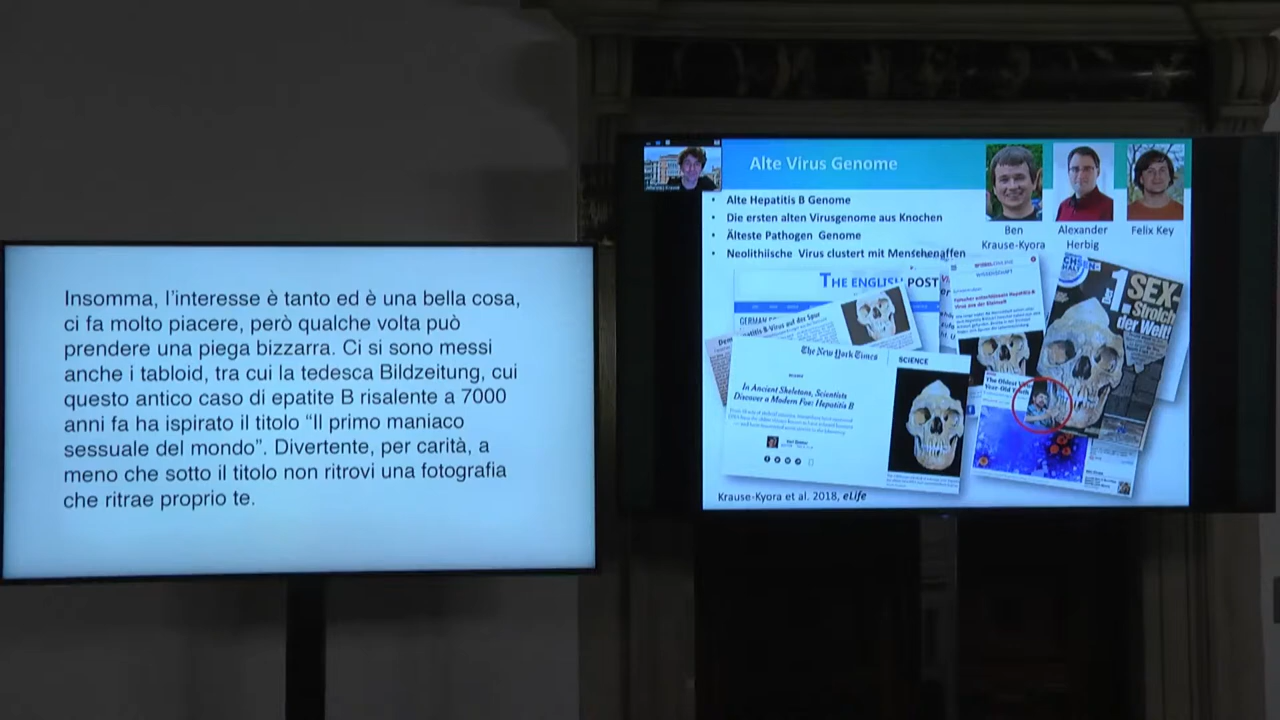 Insomma, l'interesse è tanto ed è una bella cosa,
ci fa molto piacere, però qualche volta può
prendere una piega bizzarra. Ci si sono messi
anche i tabloid, tra cui la tedesca Bildzeitung, cui
questo antico caso di epatite B risalente a 7000
anni fa ha ispirato il titolo “Il primo maniaco
sessuale del mondo”. Divertente, per carità, a
meno che sotto il titolo non ritrovi una fotografia
che ritrae proprio te.
Alte Virus Genome
• Alte Hepatitis B Genome
• Die ersten alten Virusgenome aus Knochen
• Älteste Pathogen Genome
• Neolithiische Virus clustert mit Menschenaffen
Ben
Krause-Kyora
Alexander
Herbig
Felix Key
THE ENGLISH POST
The New York Times
SCIENCE
In Ancient Skeletons, Scientists
Discover a Modern Foe: Hepatitis B
Der 1.
SEX-
Strolch
der Welt!
Krause-Kyora et al. 2018, eLife